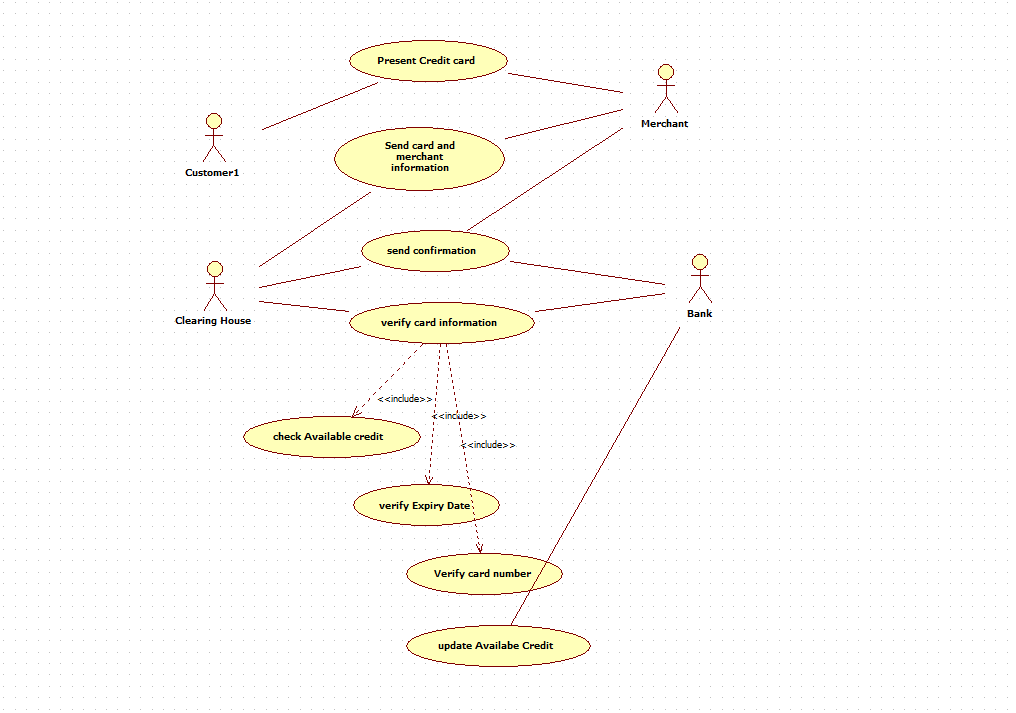 Present Credit card
Merchant
Send card and
merchant
information
Customer1
send confirmation
Bank
Clearing House
verify card information
<<include>>
<<include>>
<<include>>
check Available credit
verify Expiry Date
Verify card number
update Availabe Credit